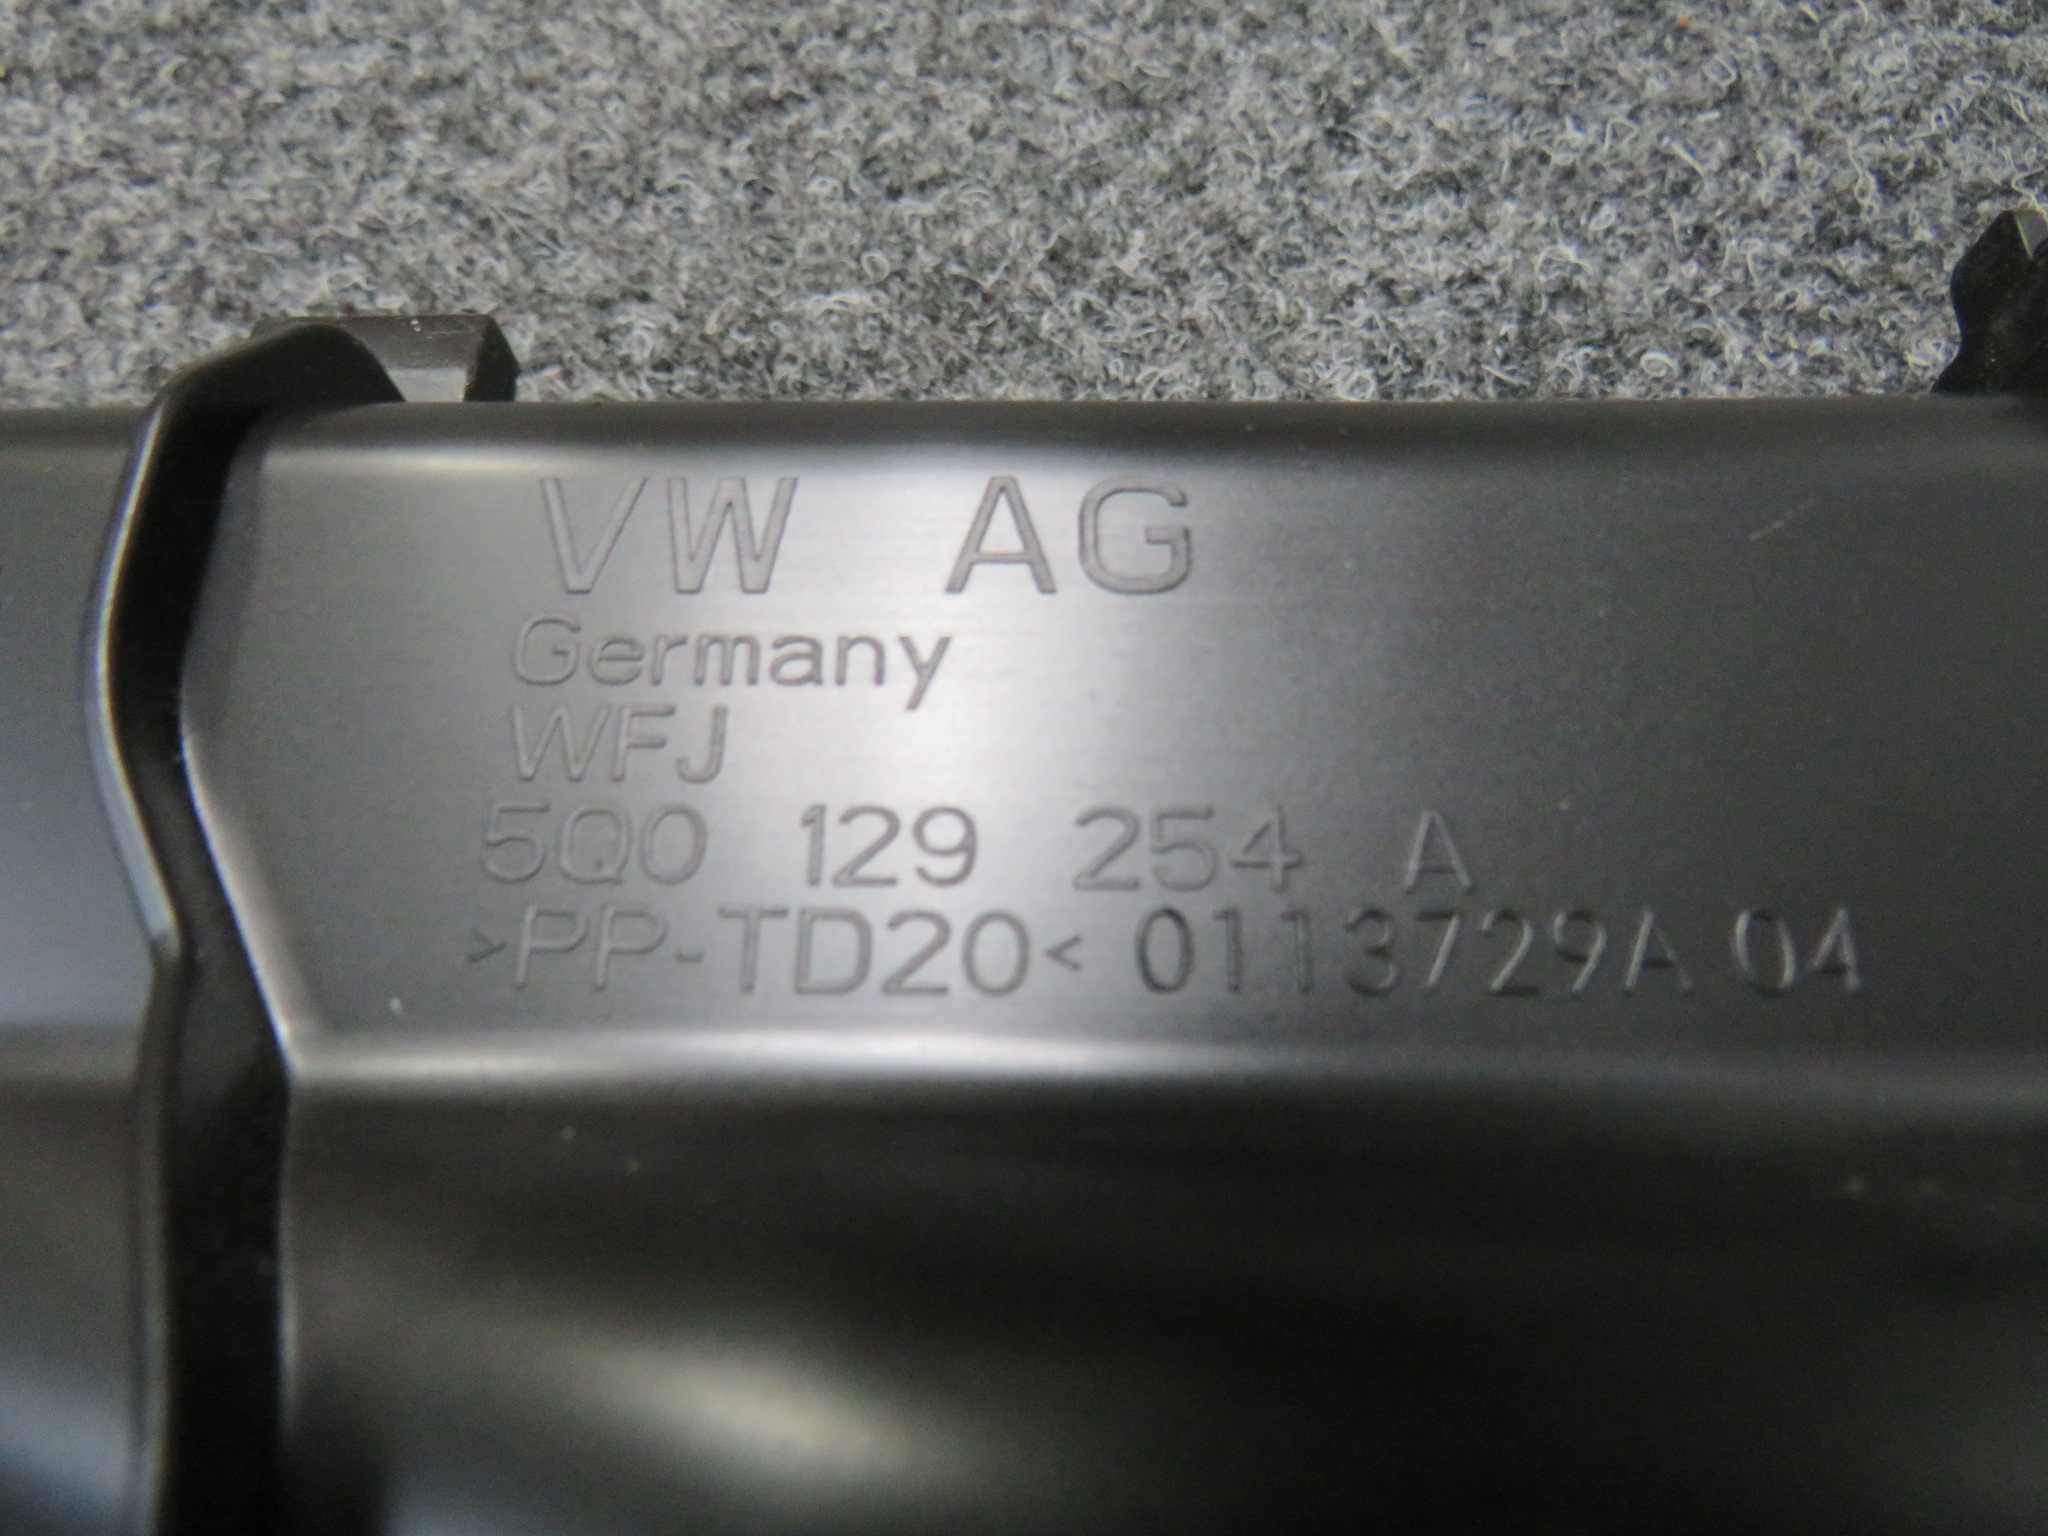 VW AG
Germany
WFJ
5Q0 129 254 A
>PP-TD20< 0113729A 04